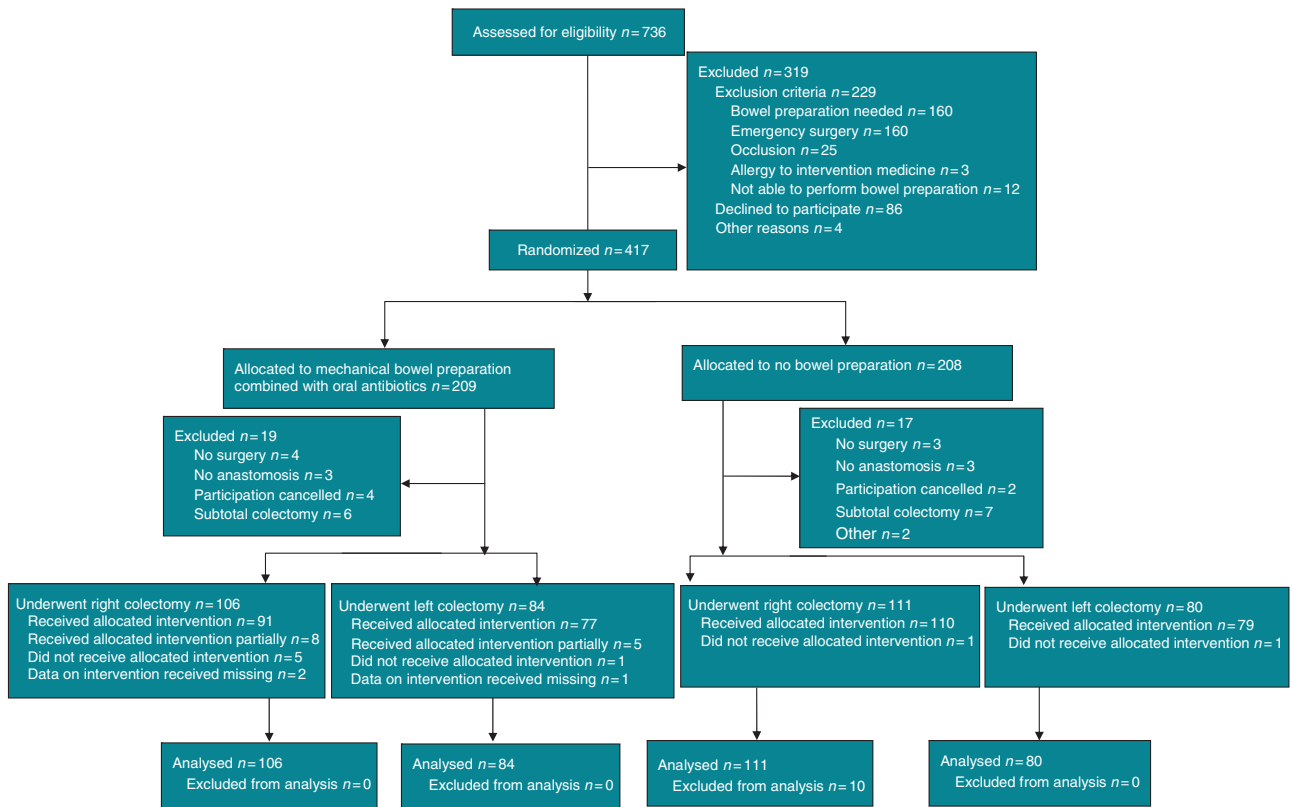 Assessed for eligibility n=736
Excluded n=319
Exclusion criteria n=229
Bowel preparation needed n=160
Emergency surgery n=160
Occlusion n=25
Allergy to intervention medicine n=3
Not able to perform bowel preparation n=12
Declined to participate n=86
Other reasons n=4
Randomized n=417
Allocated to mechanical bowel preparation
combined with oral antibiotics n=209
Allocated to no bowel preparation n=208
Excluded n=19
No surgery n=4
No anastomosis n=3
Participation cancelled n=4
Subtotal colectomy n=6
Excluded n=17
No surgery n=3
No anastomosis n=3
Participation cancelled n=2
Subtotal colectomy n=7
Other n=2
Underwent right colectomy n=106
Received allocated intervention n=91
Received allocated intervention partially n=8
Did not receive allocated intervention n=5
Data on intervention received missing n=2
Underwent left colectomy n=84
Received allocated intervention n=77
Received allocated intervention partially n=5
Did not receive allocated intervention n=1
Data on intervention received missing n=1
Underwent right colectomy n=111
Received allocated intervention n=110
Did not receive allocated intervention n=1
Underwent left colectomy n=80
Received allocated intervention n=79
Did not receive allocated intervention n=1
Analysed n=106
Excluded from analysis n=0
Analysed n=84
Excluded from analysis n=0
Analysed n=111
Excluded from analysis n=10
Analysed n=80
Excluded from analysis n=0